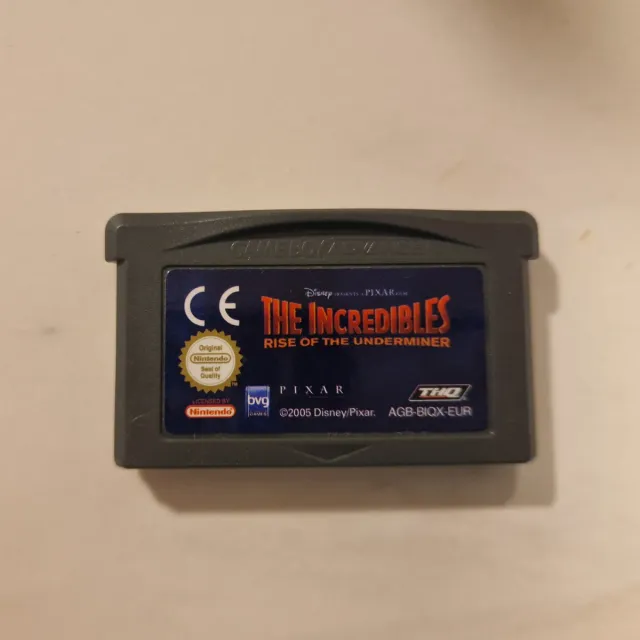 GAME BOY ADVANCE
CE
Disney PRESENTS A PIXAR FILM
THE INCREDIBLES
RISE OF THE UNDERMINER
Original
Nintendo
Seal of
Quality
LICENSED BY
Nintendo
bvg
GAMES
PIXAR
©2005 Disney/Pixar.
THQ
AGB-BIQX-EUR